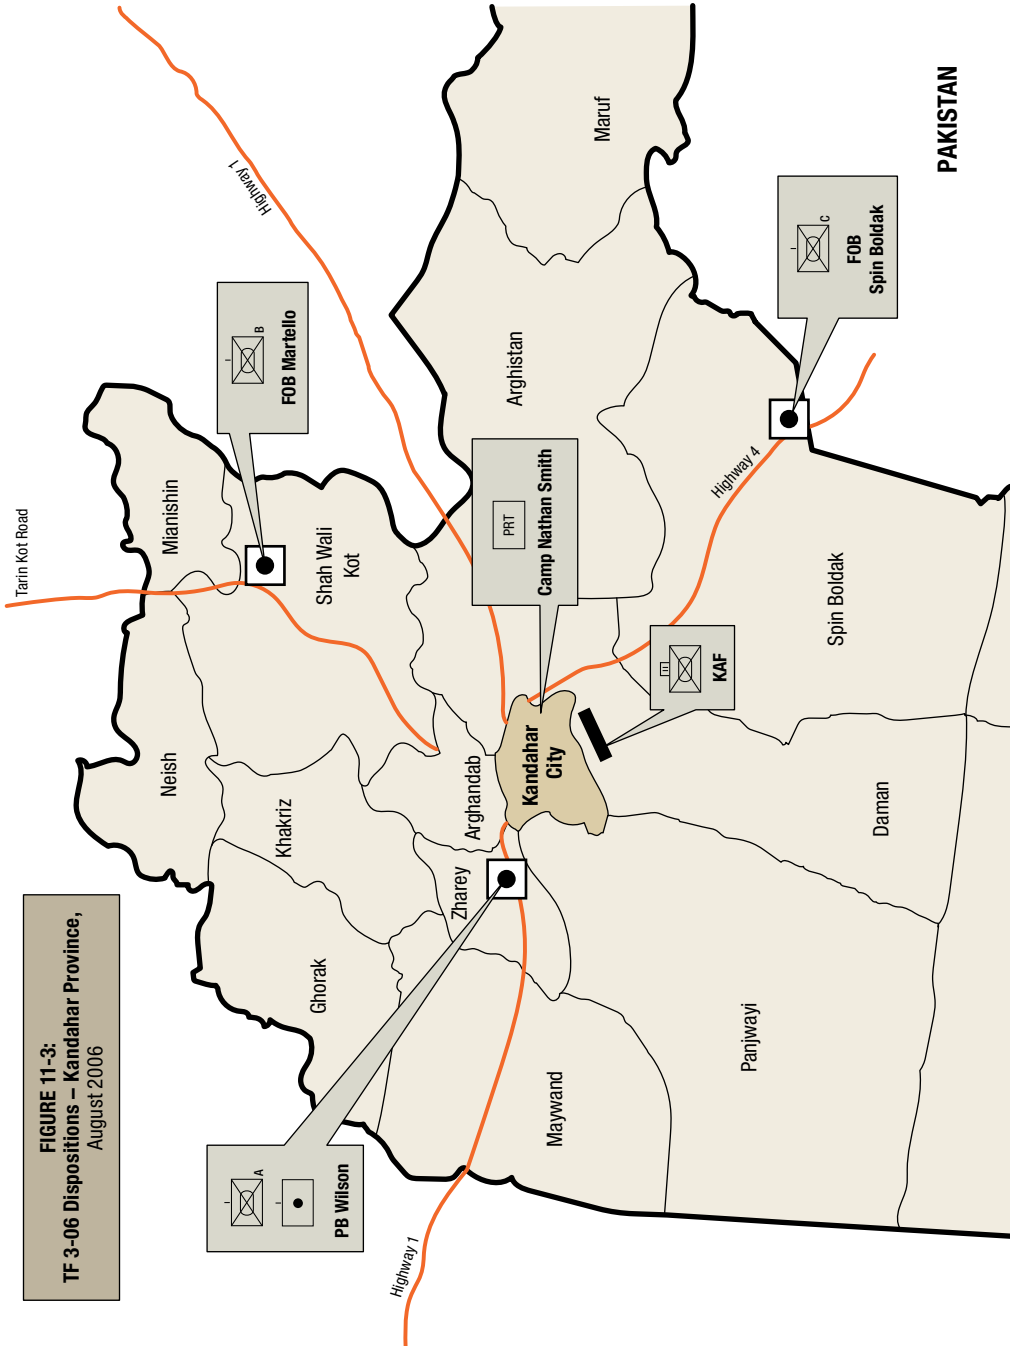 FIGURE 11-3:
TF 3-06 Dispositions – Kandahar Province,
August 2006
Tarin Kot Road
Highway 1
Mianishin
I
B
FOB Martello
Neish
Shah Wali
Kot
Khakriz
Ghorak
Maruf
Arghistan
PRT
Camp Nathan Smith
Arghandab
Zharey
Kandahar
City
I
A
I
PB Wilson
Highway 1
Maywand
III
KAF
Highway 4
I
C
FOB
Spin Boldak
PAKISTAN
Spin Boldak
Daman
Panjwayi